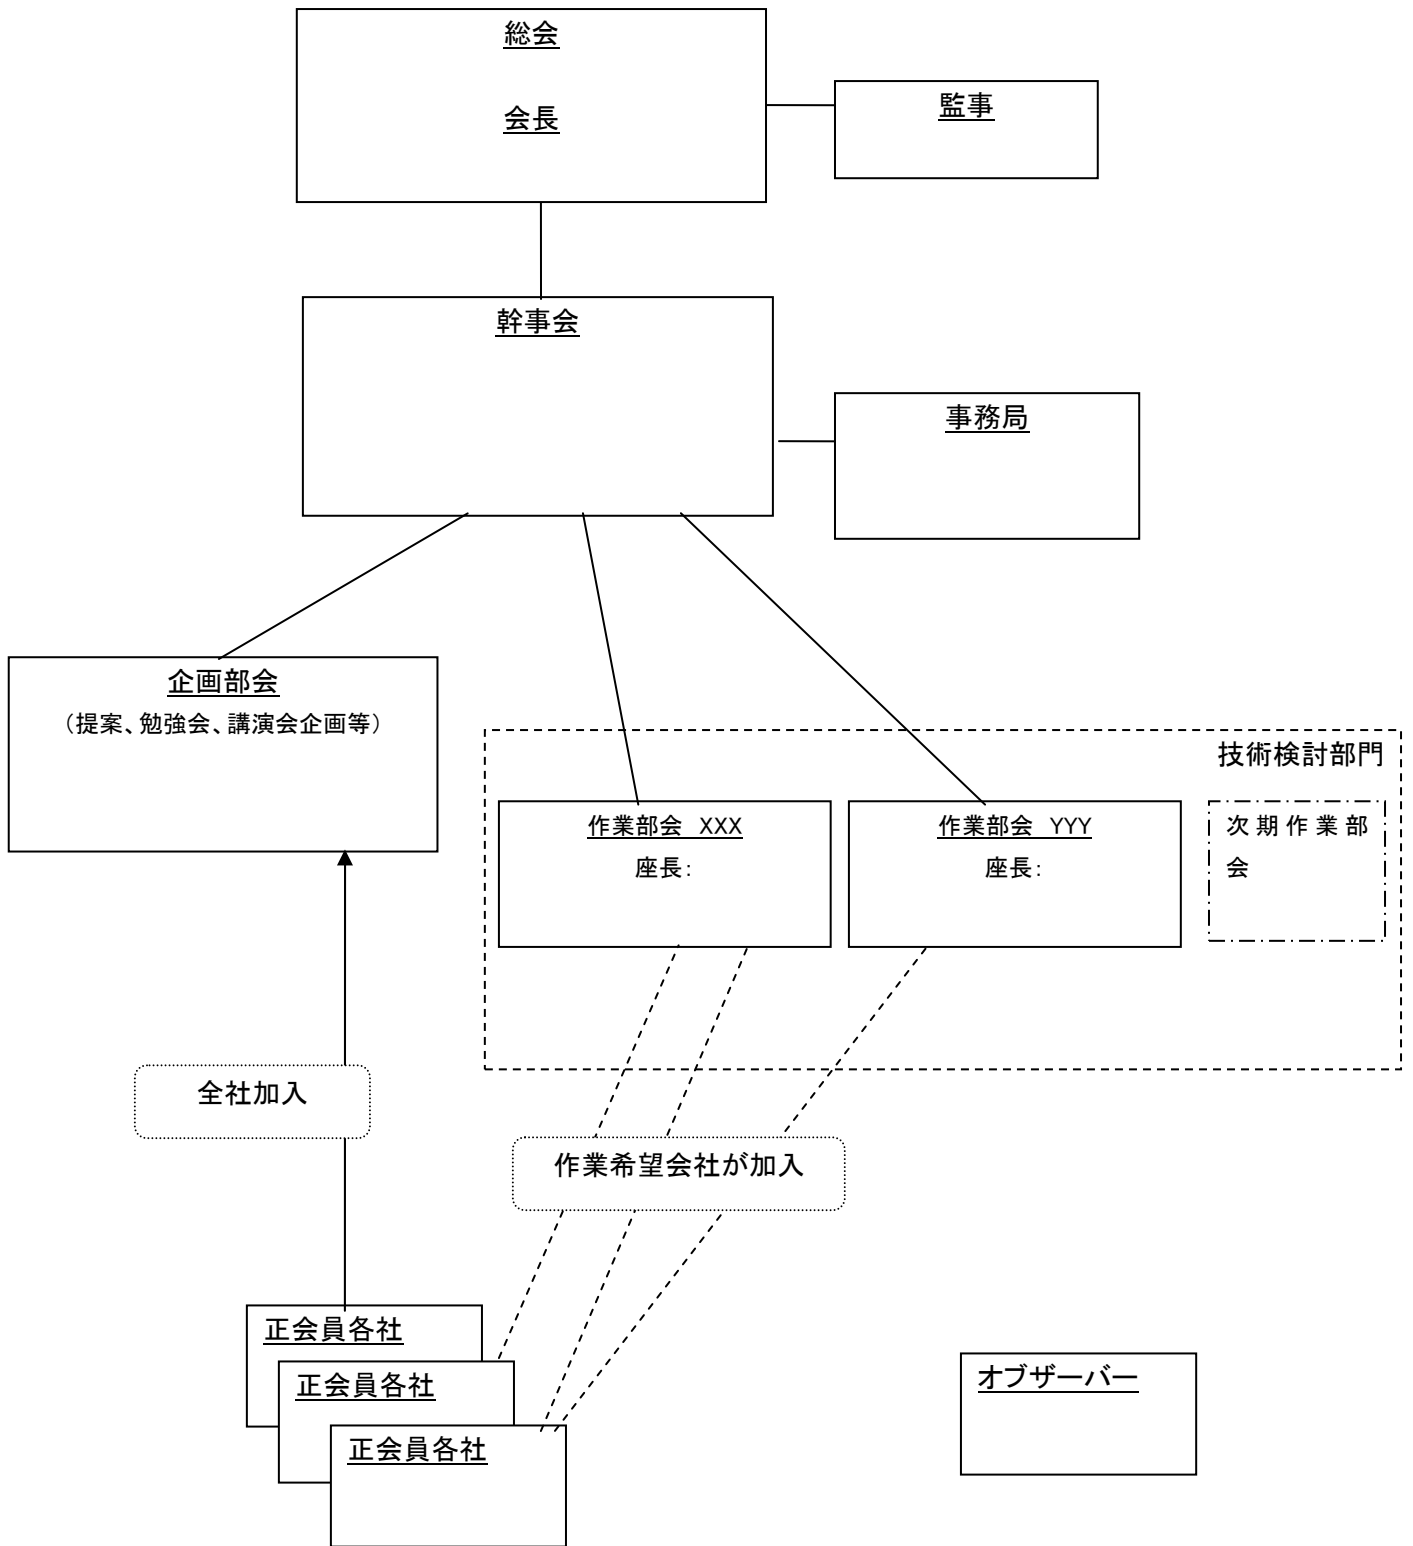 総会
会長
監事
幹事会
事務局
企画部会
（提案、勉強会、講演会企画等）
技術検討部門
作業部会　XXX
座長：
作業部会　YYY
座長：
次期作業部
会
全社加入
作業希望会社が加入
正会員各社
正会員各社
正会員各社
オブザーバー